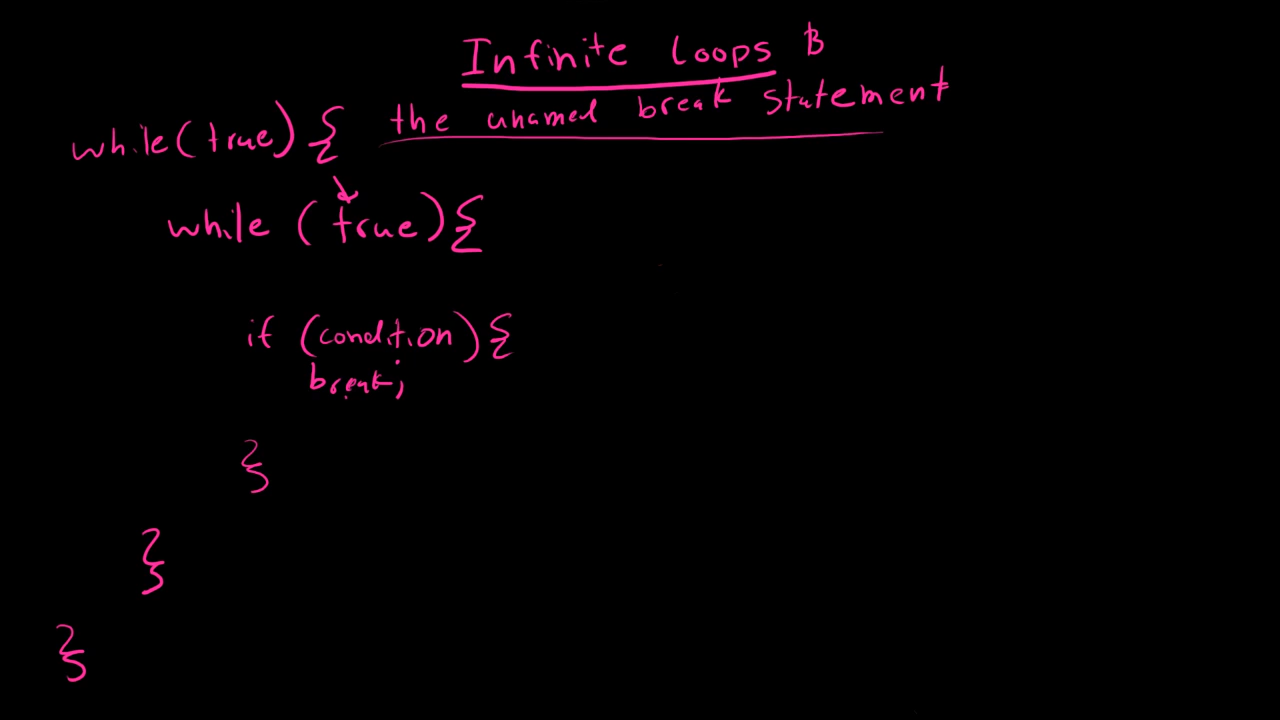 Infinite Loops &
the unamed break statement
while(true){
while (true){
if (condition){
break;
}
}
}